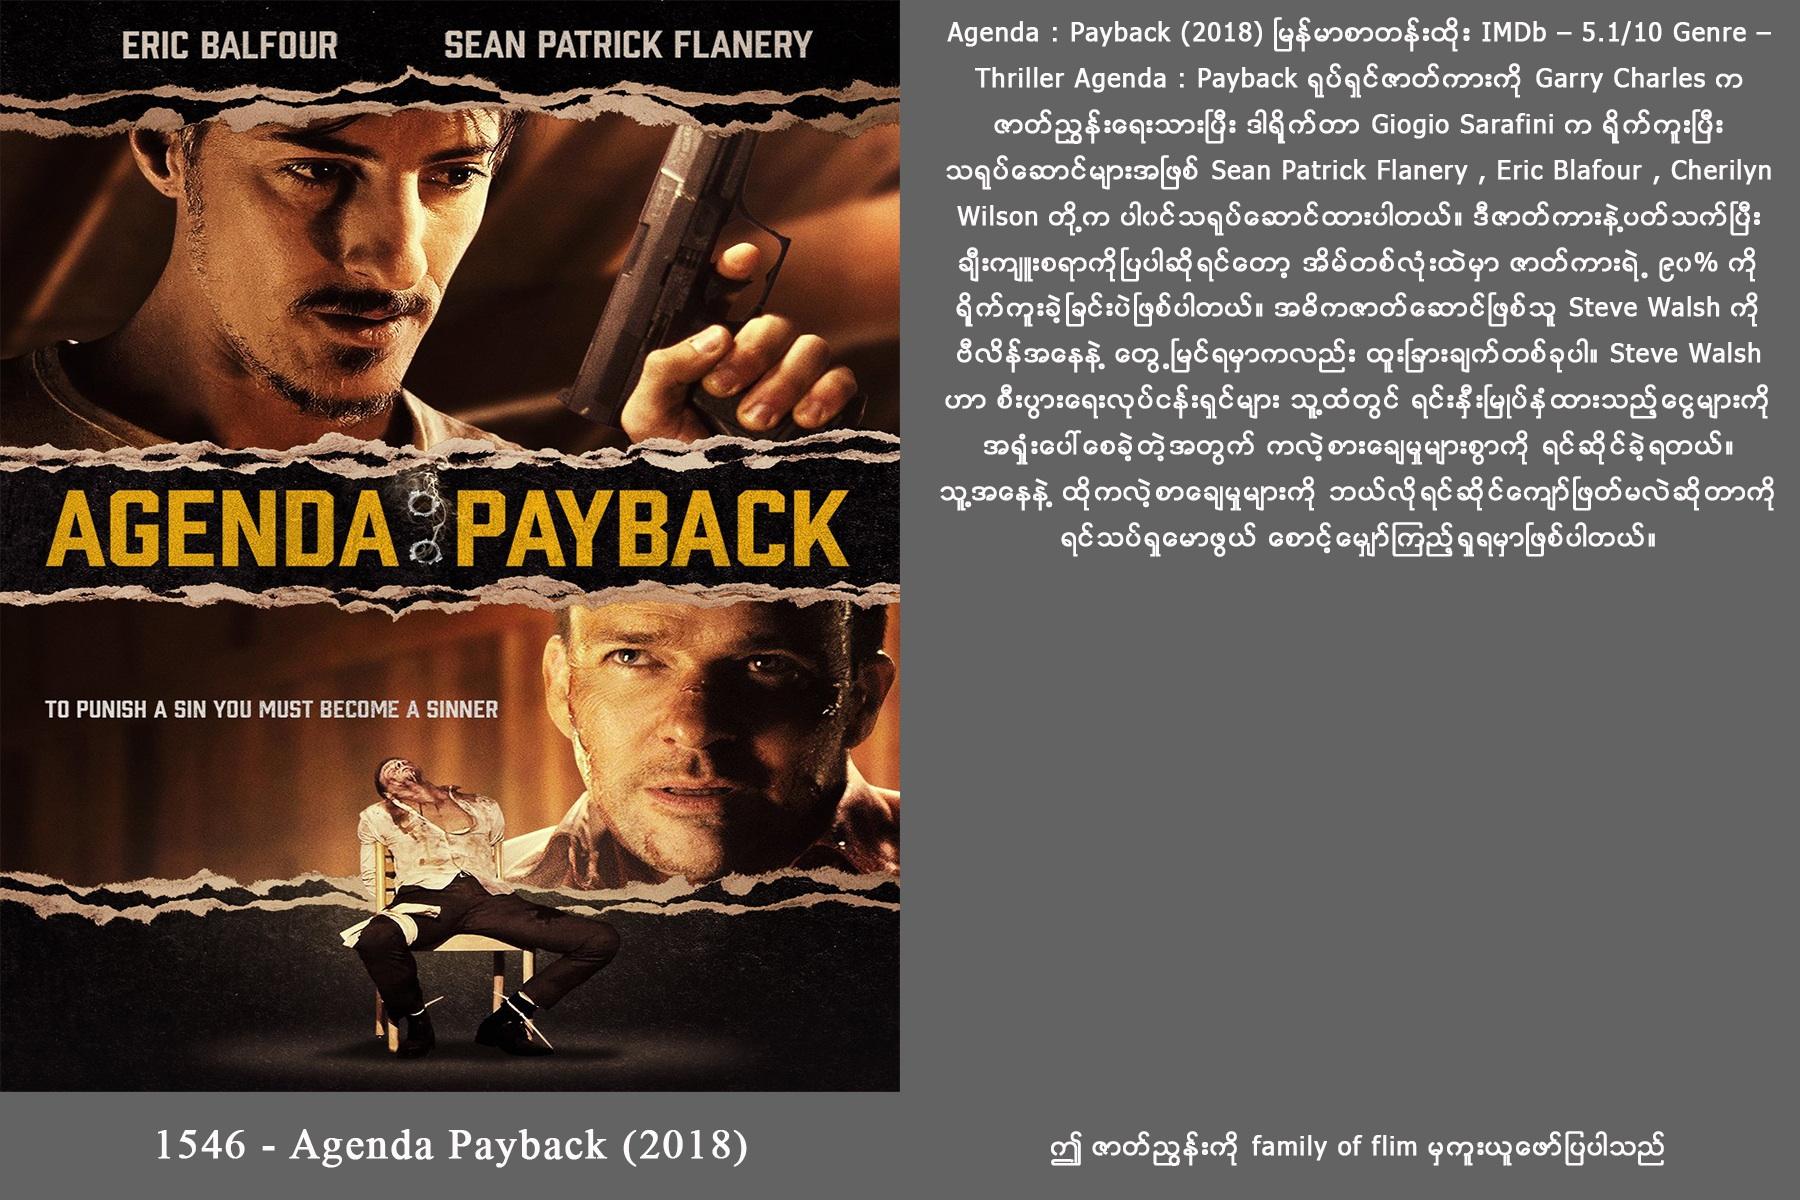 ERIC BALFOUR
SEAN PATRICK FLANERY
AGENDA : PAYBACK
TO PUNISH A SIN YOU MUST BECOME A SINNER
1546 - Agenda Payback (2018)
Agenda : Payback (2018) မြန်မာစာတန်းထိုး IMDb – 5.1/10 Genre –
Thriller Agenda : Payback ရုပ်ရှင်ဇာတ်ကားကို Garry Charles က
ဇာတ်ညွှန်းရေးသားပြီး ဒါရိုက်တာ Giogio Sarafini က ရိုက်ကူးပြီး
သရုပ်ဆောင်များအဖြစ် Sean Patrick Flanery , Eric Blafour , Cherilyn
Wilson တို့က ပါဝင်သရုပ်ဆောင်ထားပါတယ်။ ဒီဇာတ်ကားနဲ့ပတ်သက်ပြီး
ချီးကျူးစရာကိုပြပါဆိုရင်တော့ အိမ်တစ်လုံးထဲမှာ ဇာတ်ကားရဲ့ ၉၀% ကို
ရိုက်ကူးခဲ့ခြင်းပဲဖြစ်ပါတယ်။ အဓိကဇာတ်ဆောင်ဖြစ်သူ Steve Walsh ကို
ဗီလိန်အနေနဲ့ တွေ့မြင်ရမှာကလည်း ထူးခြားချက်တစ်ခုပါ။ Steve Walsh
ဟာ စီးပွားရေးလုပ်ငန်းရှင်များ သူ့ထံတွင် ရင်းနှီးမြှုပ်နှံထားသည့်ငွေများကို
အရှုံးပေါ်စေခဲ့တဲ့အတွက် ကလဲ့စားချေမှုများစွာကို ရင်ဆိုင်ခဲ့ရတယ်။
သူ့အနေနဲ့ ထိုကလဲ့စာချေမှုများကို ဘယ်လိုရင်ဆိုင်ကျော်ဖြတ်မလဲဆိုတာကို
ရင်သပ်ရှုမောဖွယ် စောင့်မျှော်ကြည့်ရှုရမှာဖြစ်ပါတယ်။
ဤ ဇာတ်ညွှန်းကို family of flim မှကူးယူဖော်ပြပါသည်